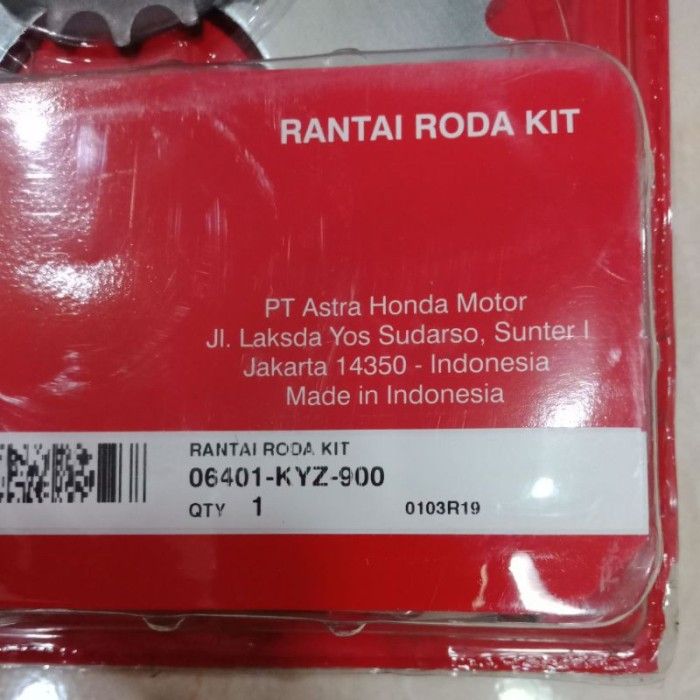 RANTAI RODA KIT
PT Astra Honda Motor
Jl. Laksda Yos Sudarso, Sunter I
Jakarta 14350 - Indonesia
Made in Indonesia
RANTAI RODA KIT
06401-KYZ-900
QTY 1 0103R19